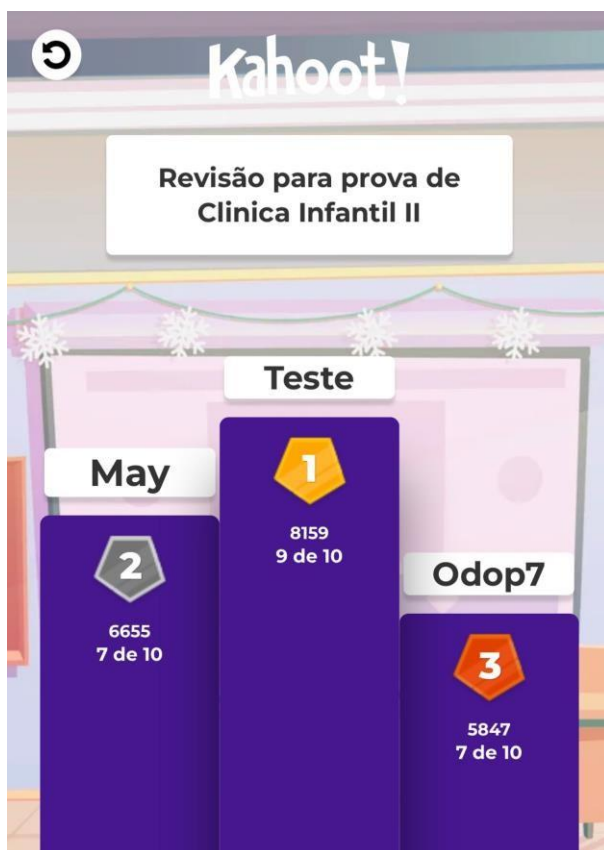 Kahoot!
Revisão para prova de
Clinica Infantil II
Teste
1
8159
9 de 10
May
2
6655
7 de 10
Odop7
3
5847
7 de 10